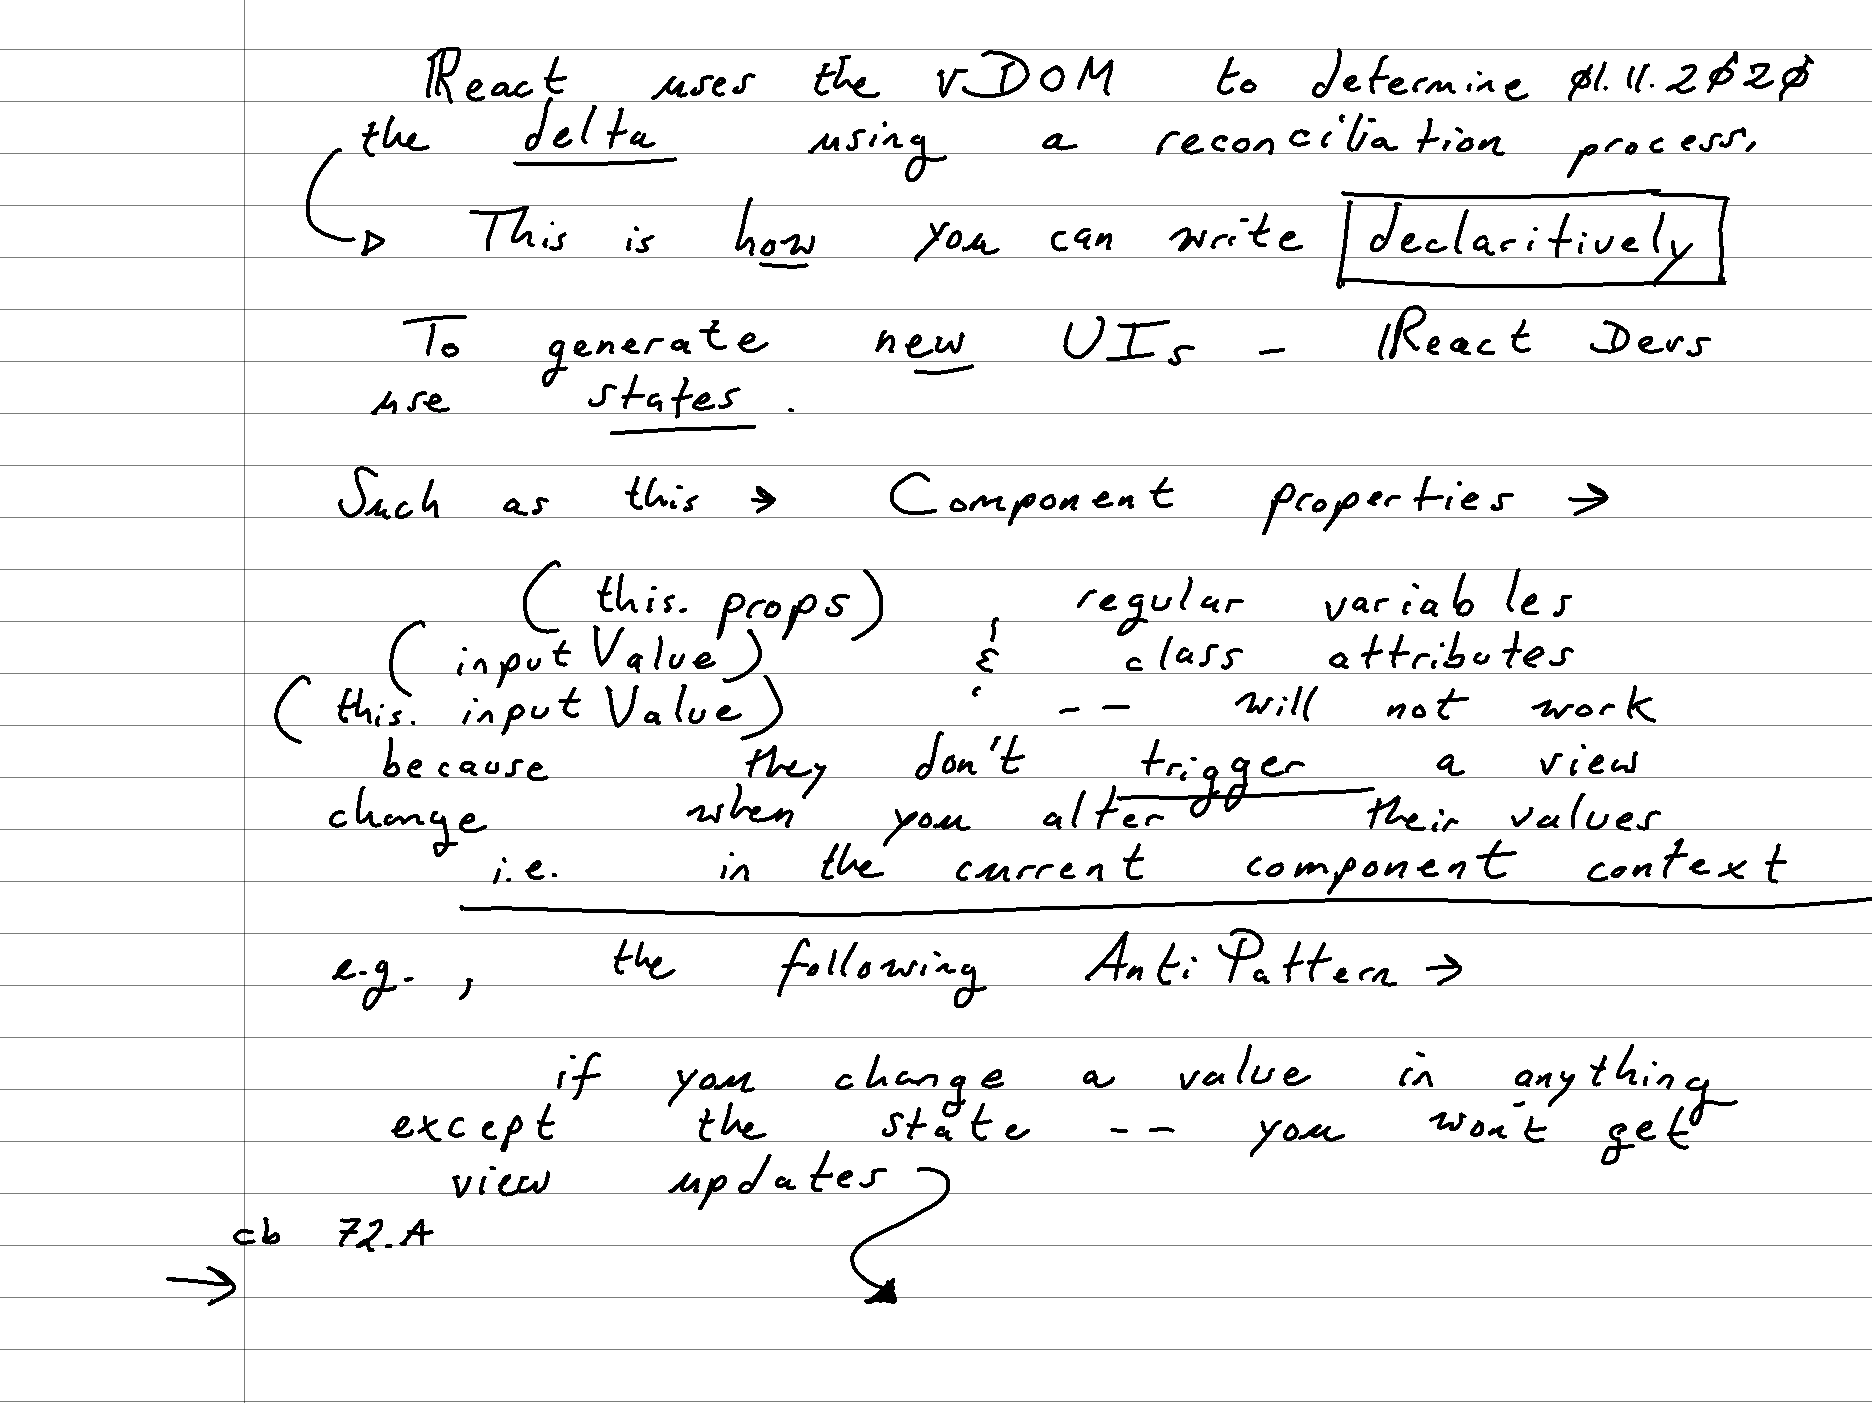 React uses the vDOM to determine 01.11.2020
the delta using a reconciliation process.
This is how you can write declaritively
To generate new UIs - React Devs
use states.
Such as this → Component properties →
(this.props) regular variables
(inputValue) & class attributes
(this.inputValue) -- will not work
because they don't trigger a view
change when you alter their values
i.e. in the current component context
e.g., the following AntiPattern →
if you change a value in anything
except the state -- you won't get
view updates
cb 72.A
→